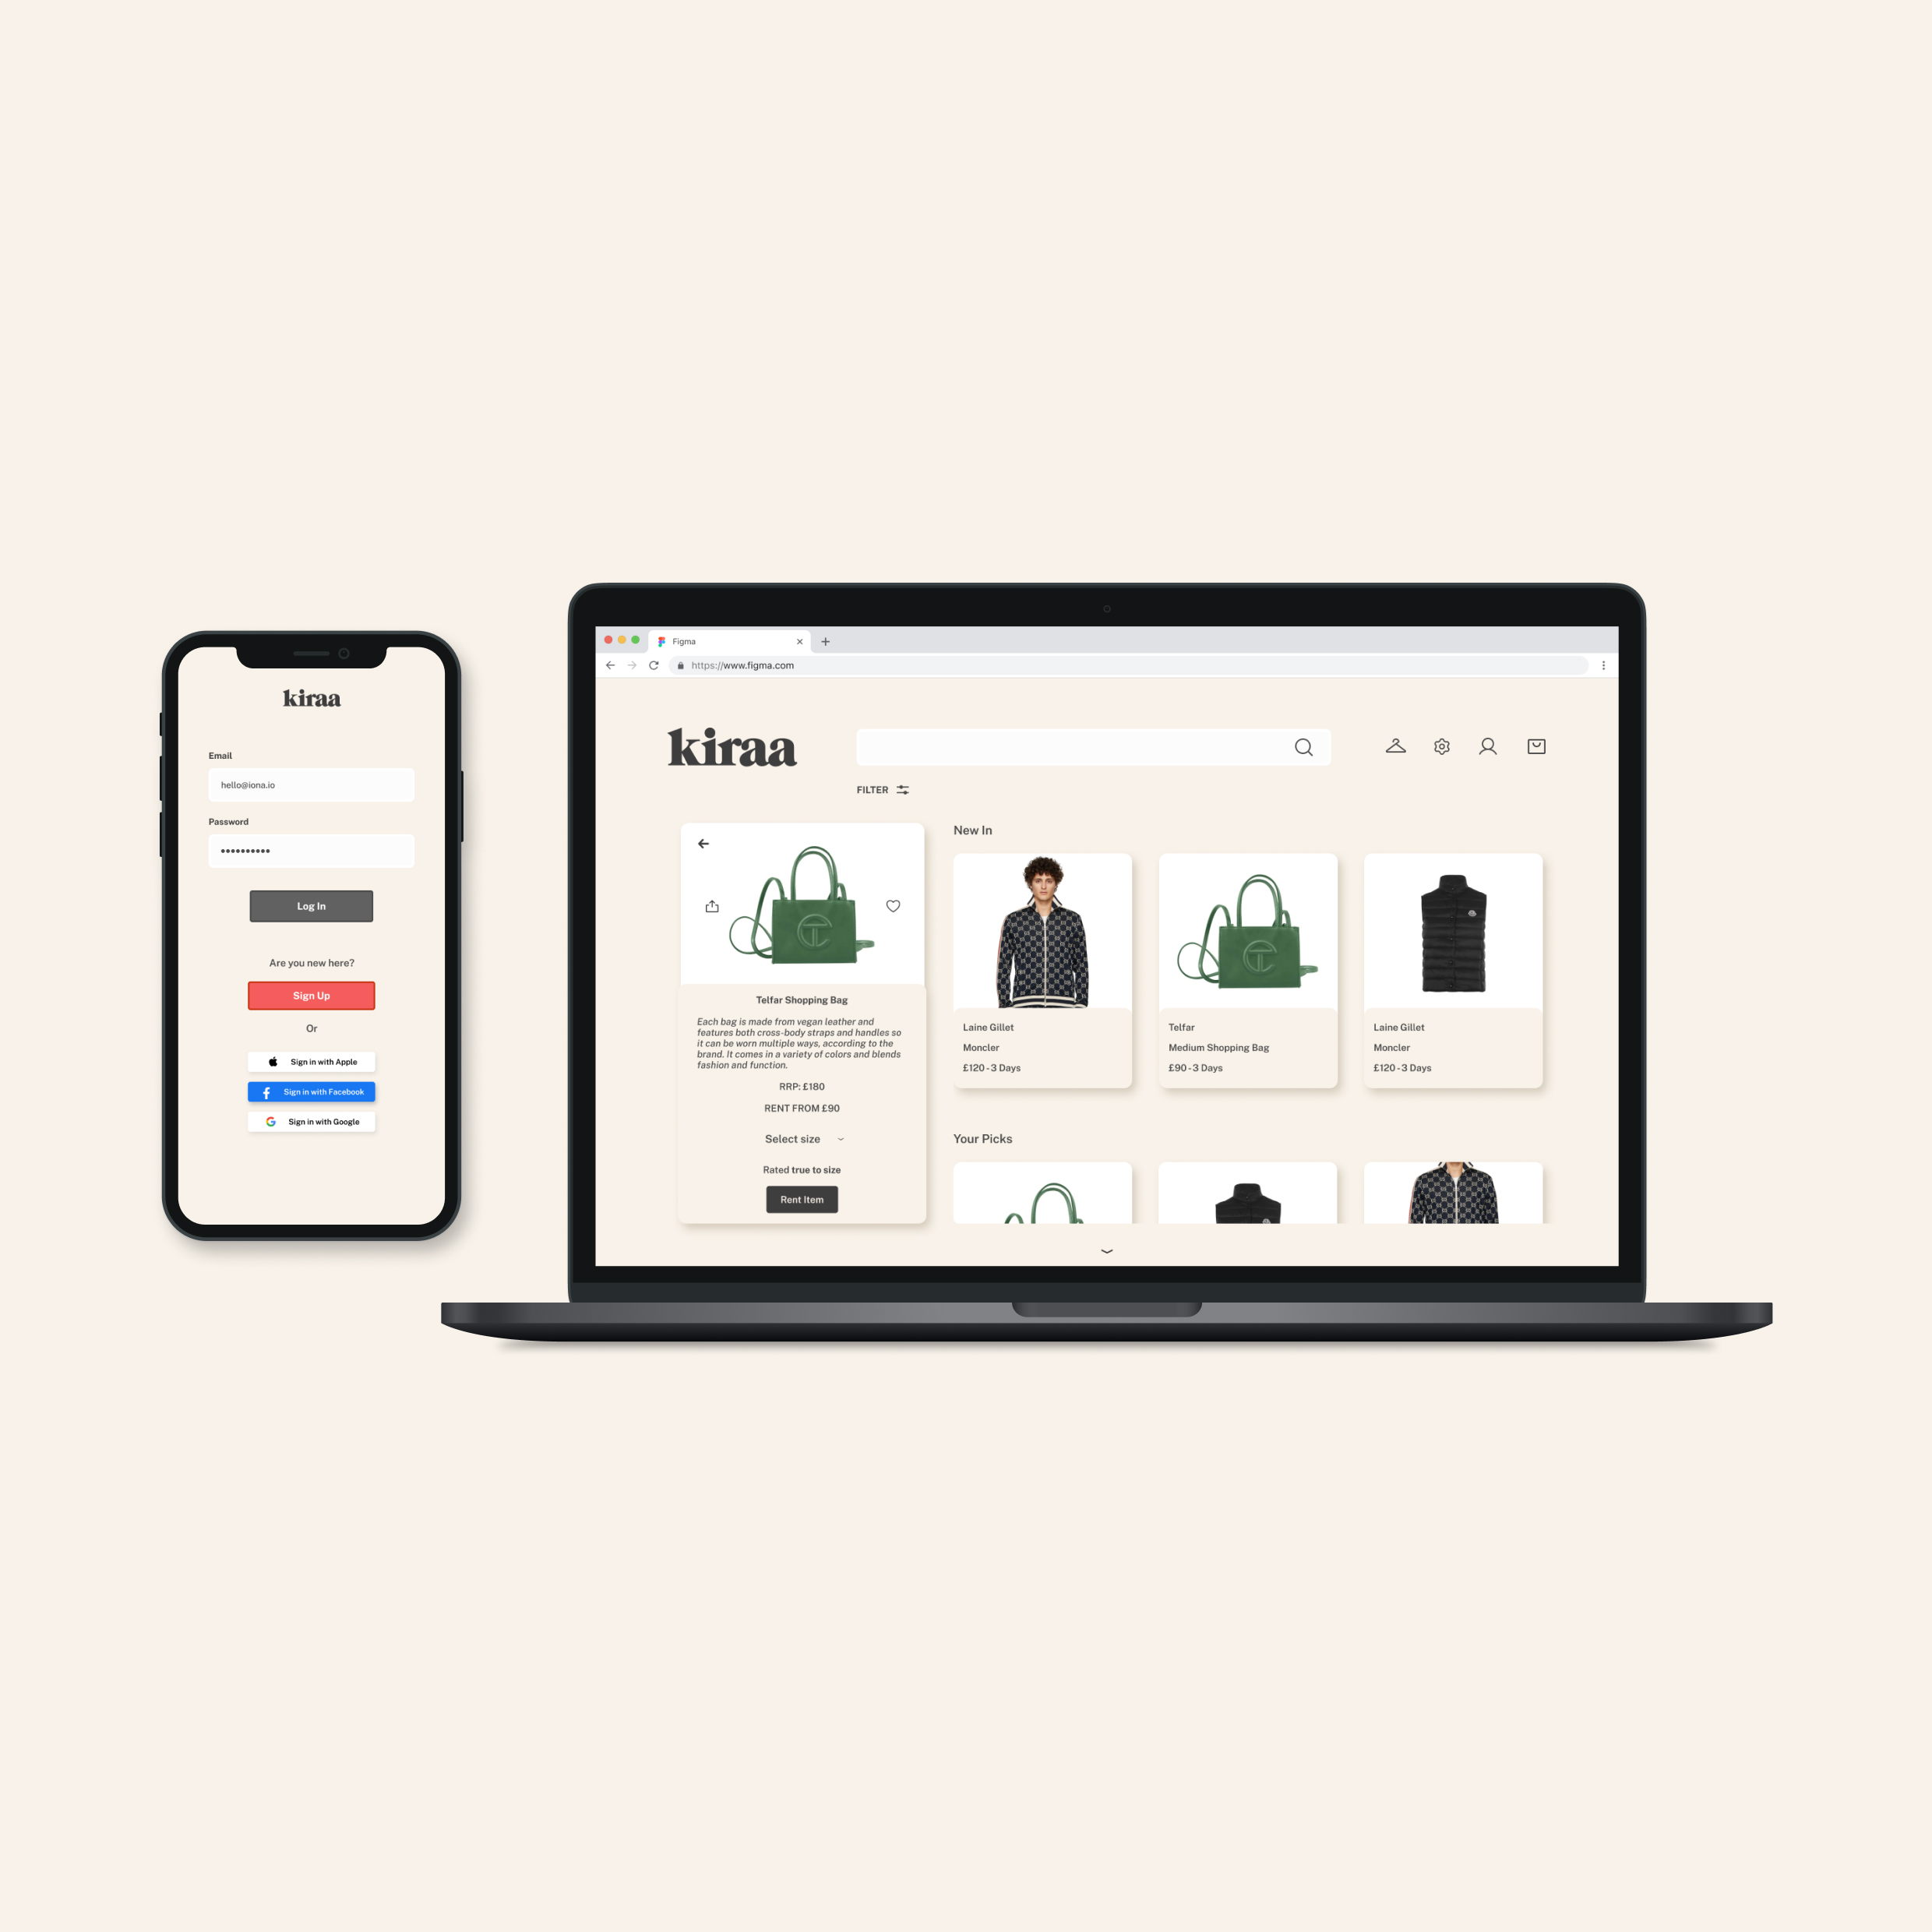 kiraa
Email
hello@iona.io
Password
Log In
Are you new here?
Sign Up
Or
Sign in with Apple
Sign in with Facebook
Sign in with Google
Figma
https://www.figma.com
kiraa
FILTER
Telfar Shopping Bag
Each bag is made from vegan leather and
features both cross-body straps and handles so
it can be worn multiple ways, according to the
brand. It comes in a variety of colors and blends
fashion and function.
RRP: £180
RENT FROM £90
Select size
Rated true to size
Rent Item
New In
Laine Gillet
Moncler
£120 - 3 Days
Telfar
Medium Shopping Bag
£90 - 3 Days
Laine Gillet
Moncler
£120 - 3 Days
Your Picks